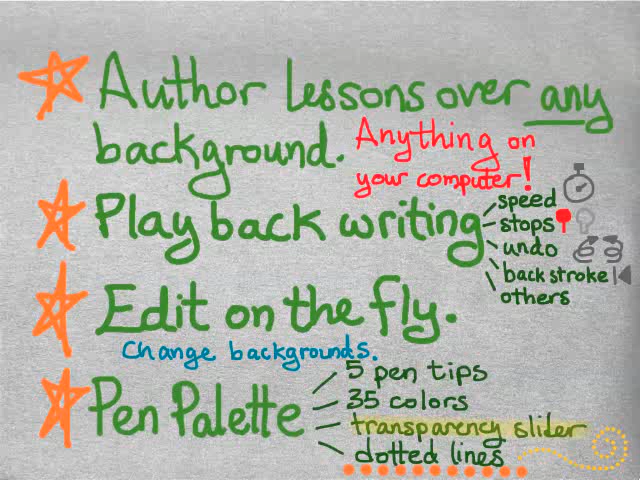 Author lessons over any
background. Anything on
your computer!
Play back writing
speed
stops
undo
back stroke
others
Edit on the fly.
Change backgrounds.
Pen Palette
5 pen tips
35 colors
transparency slider
dotted lines